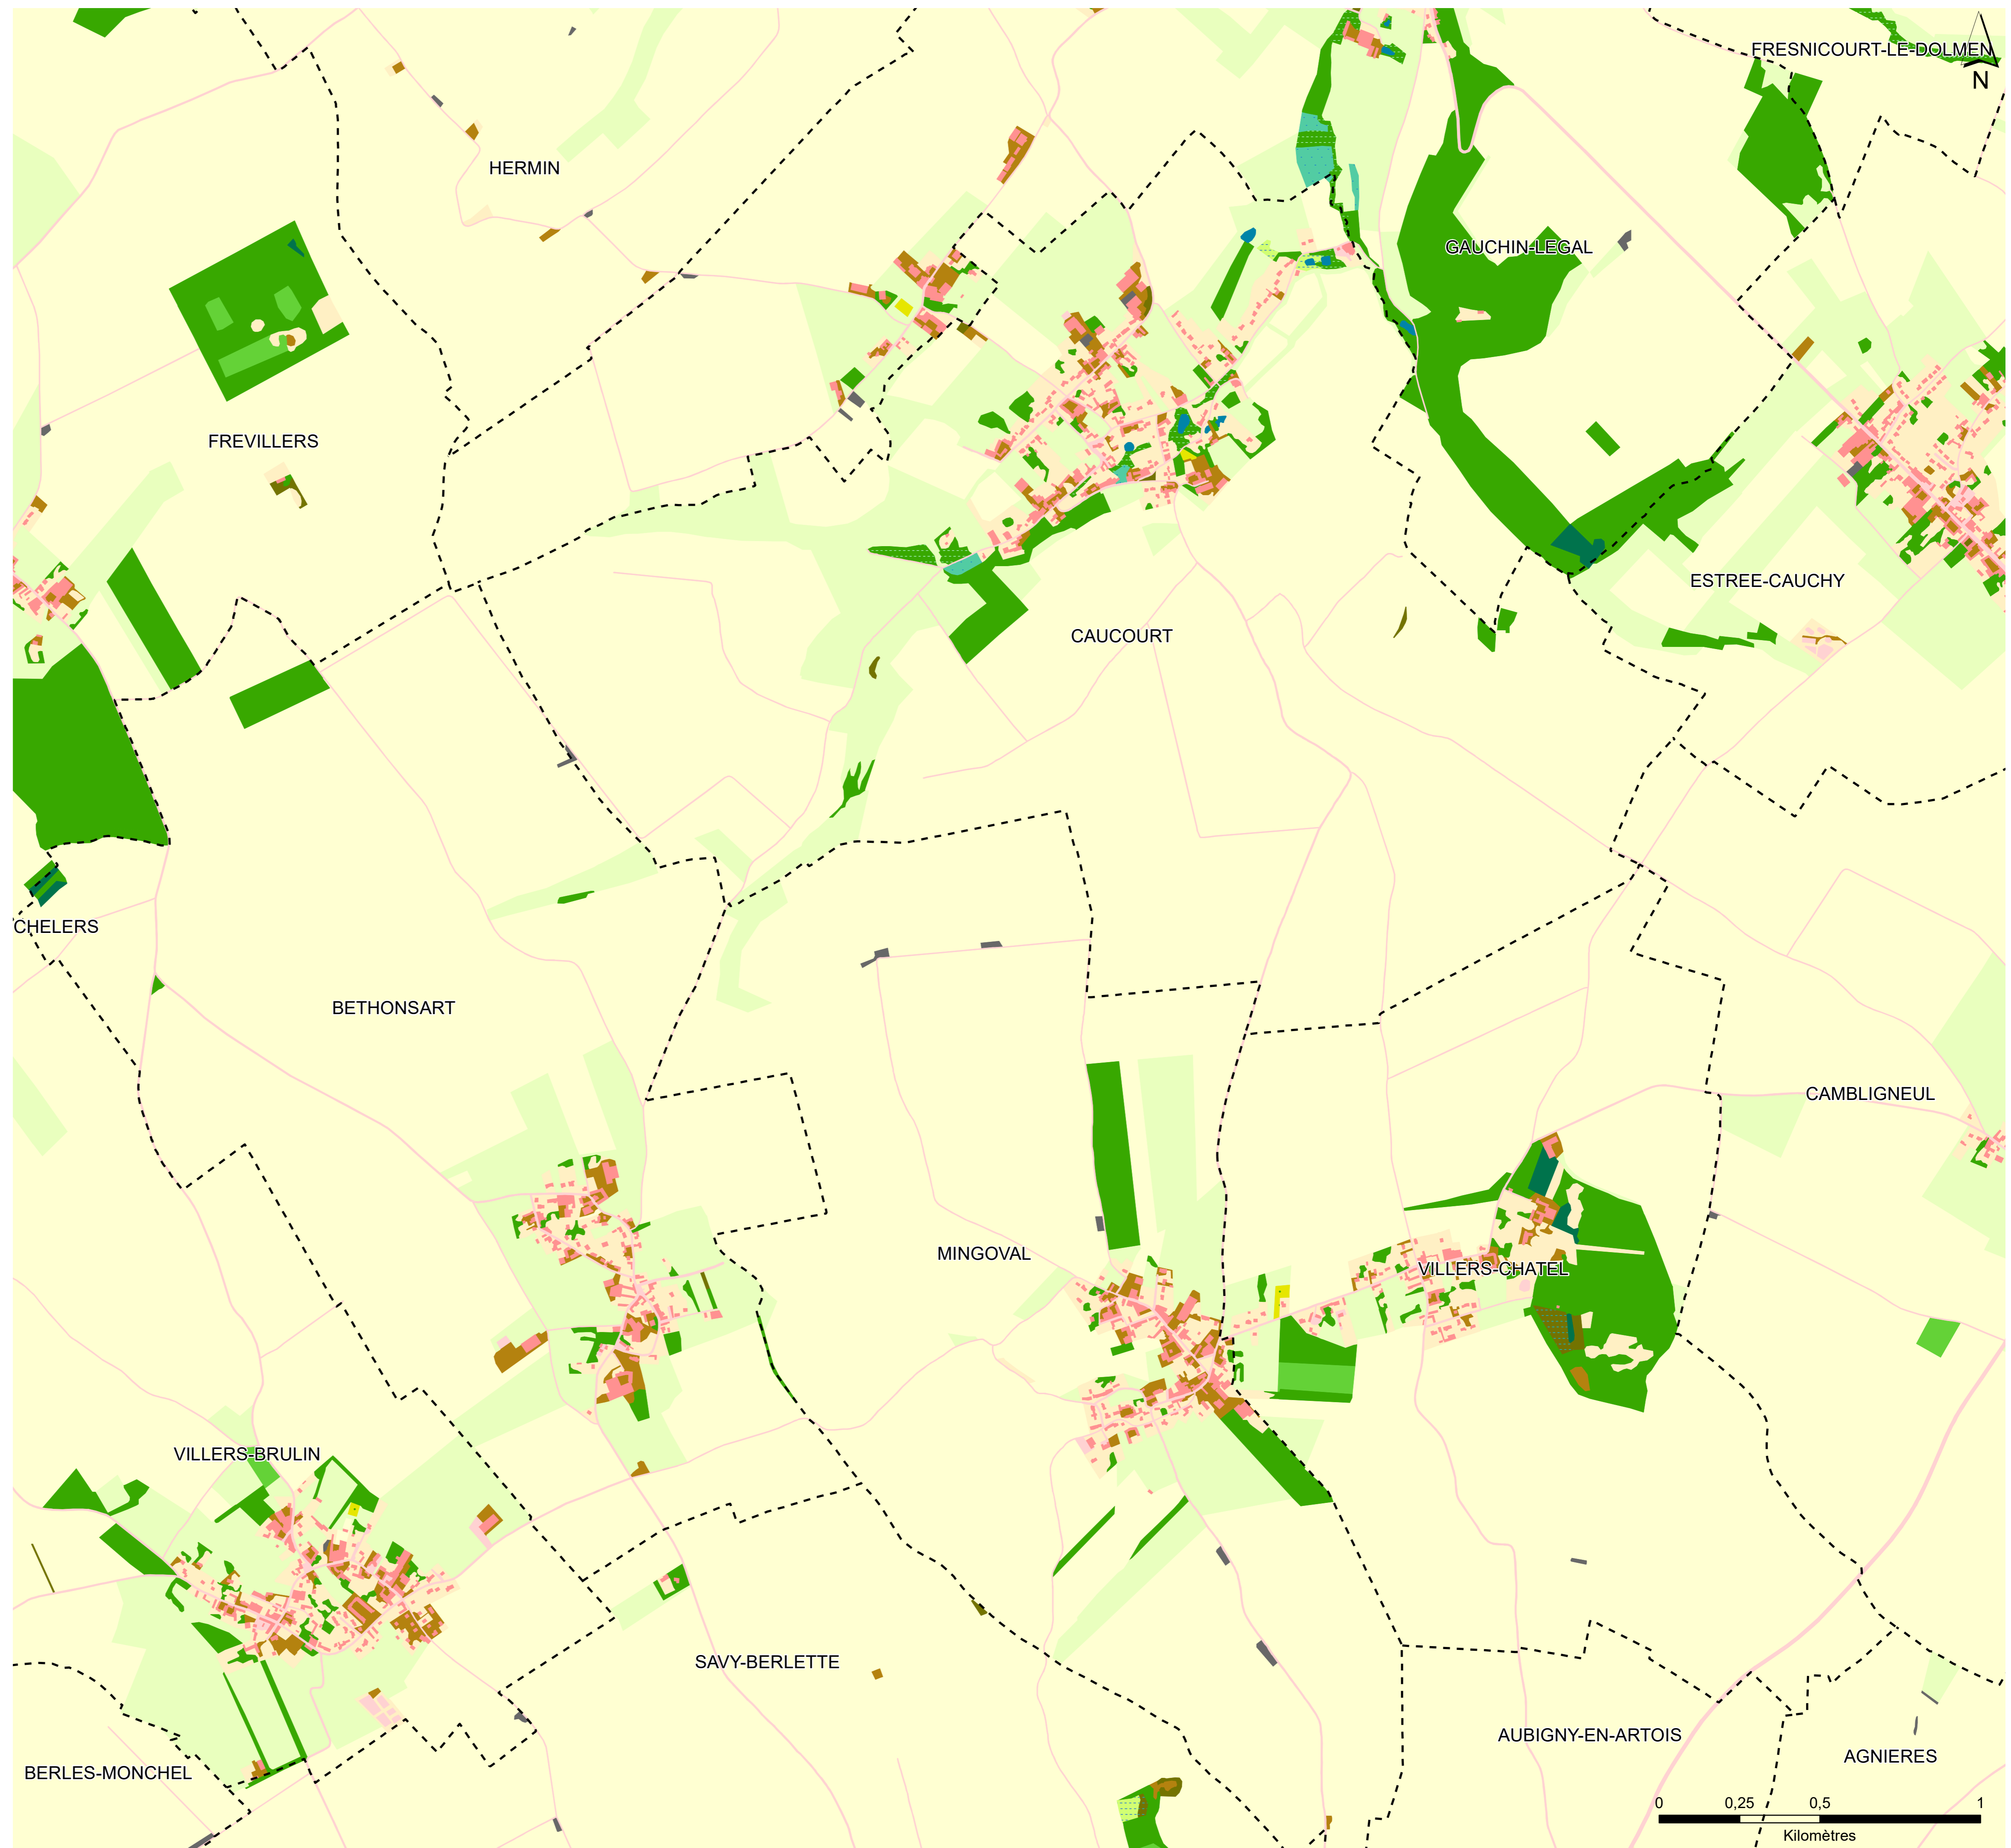 FRESNICOURT-LE-DOLMEN
N
HERMIN
GAUCHIN-LEGAL
FREVILLERS
ESTREE-CAUCHY
CAUCOURT
CHELERS
BETHONSART
CAMBLIGNEUL
MINGOVAL
VILLERS-CHATEL
VILLERS-BRULIN
SAVY-BERLETTE
AUBIGNY-EN-ARTOIS
AGNIERES
BERLES-MONCHEL
0 0,25 0,5 1
Kilomètres